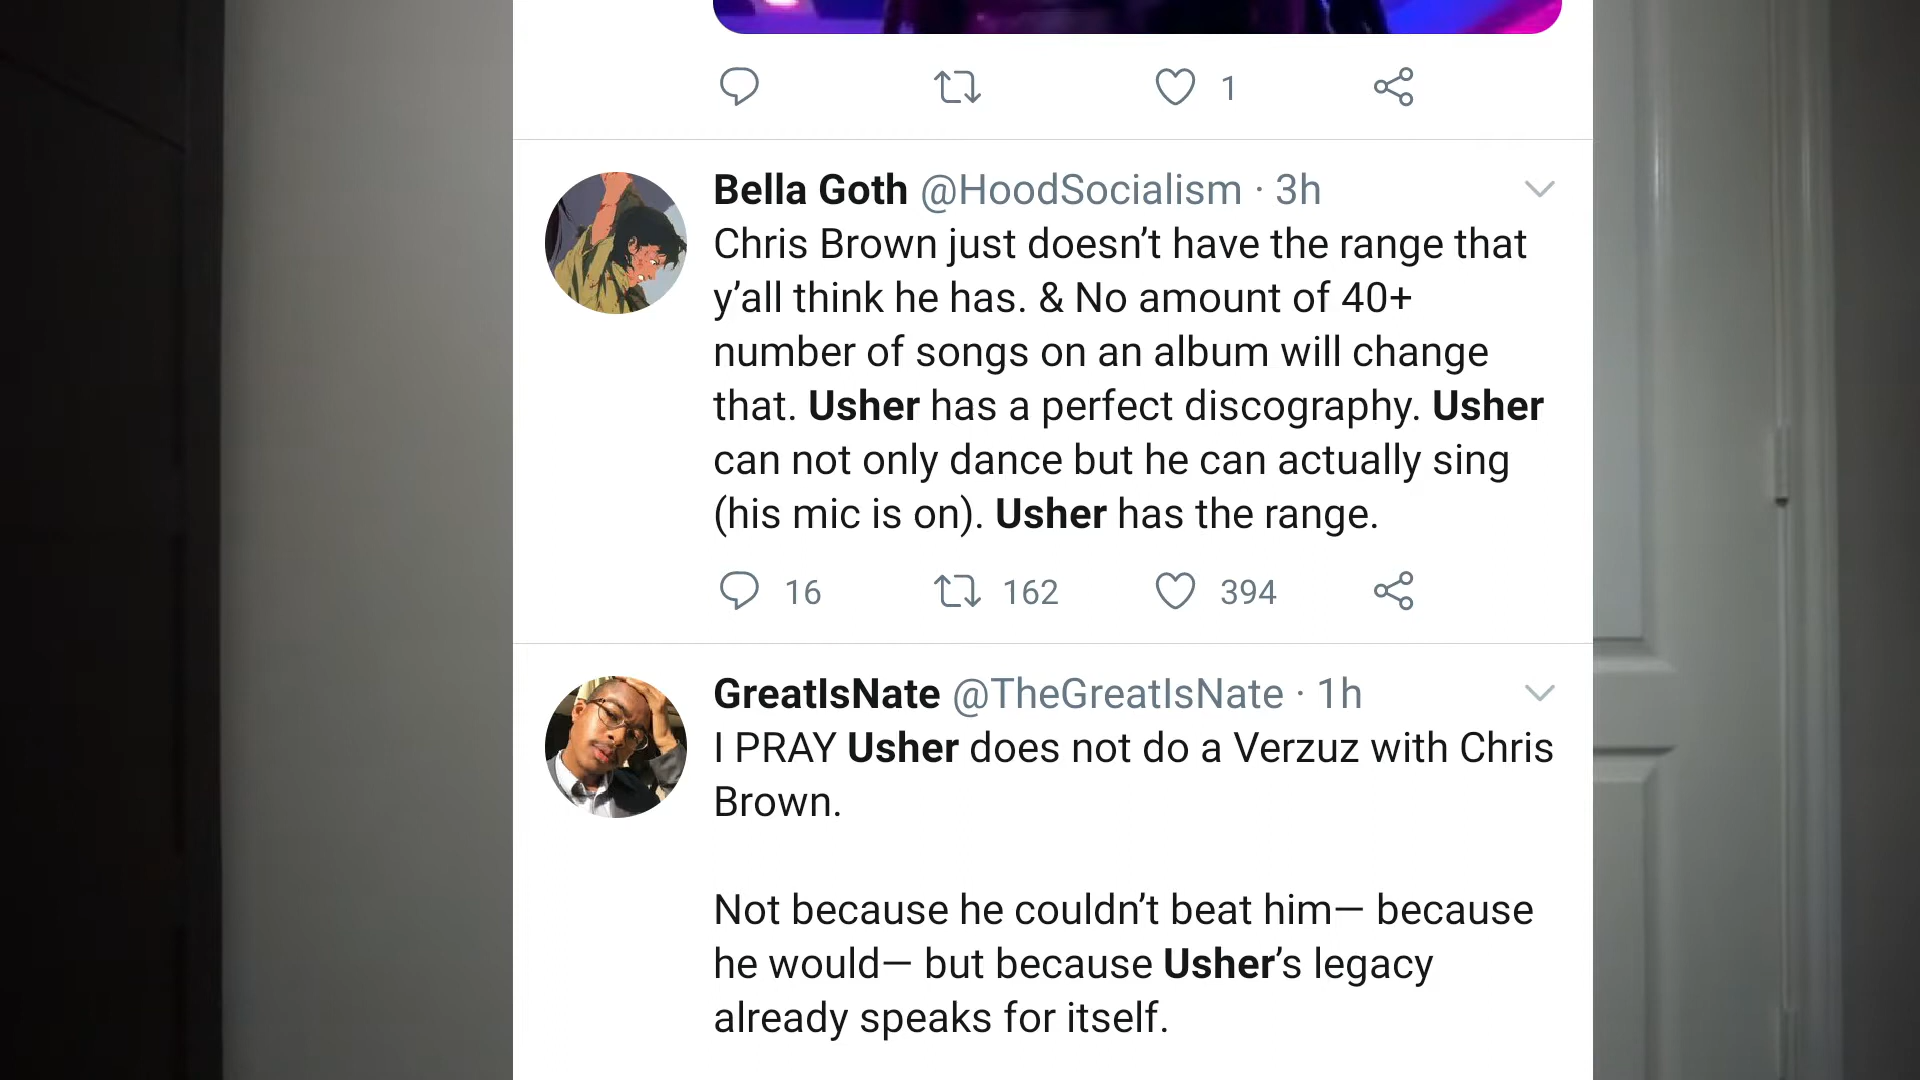 1
Bella Goth @HoodSocialism · 3h
Chris Brown just doesn’t have the range that
y’all think he has. & No amount of 40+
number of songs on an album will change
that. Usher has a perfect discography. Usher
can not only dance but he can actually sing
(his mic is on). Usher has the range.
16 162 394
GreatIsNate @TheGreatIsNate · 1h
I PRAY Usher does not do a Verzuz with Chris
Brown.
Not because he couldn’t beat him— because
he would— but because Usher’s legacy
already speaks for itself.